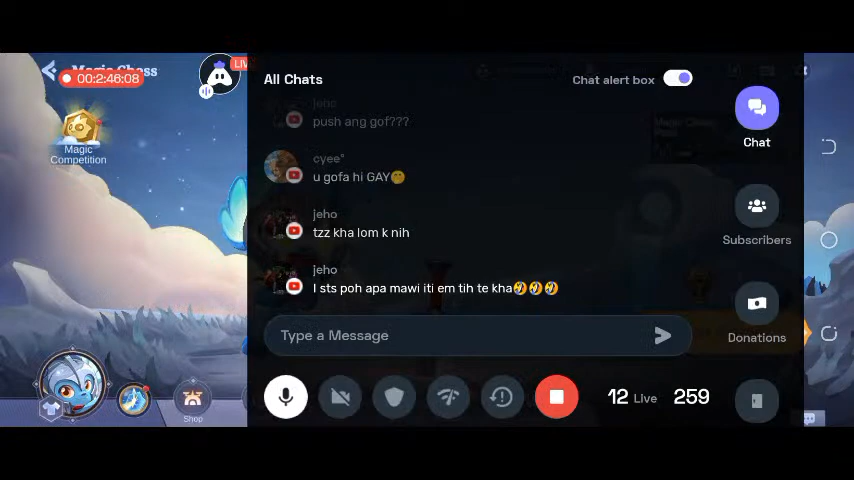 Magic Chess
00:2:46:08
LIV
Magic
Competition
Shop
All Chats
Chat alert box
jeho
push ang gof???
cyee"
u gofa hi GAY🤭
jeho
tzz kha lom k nih
jeho
I sts poh apa mawi iti em tih te kha🤣🤣🤣
Type a Message
12 Live 259
Chat
Subscribers
Donations